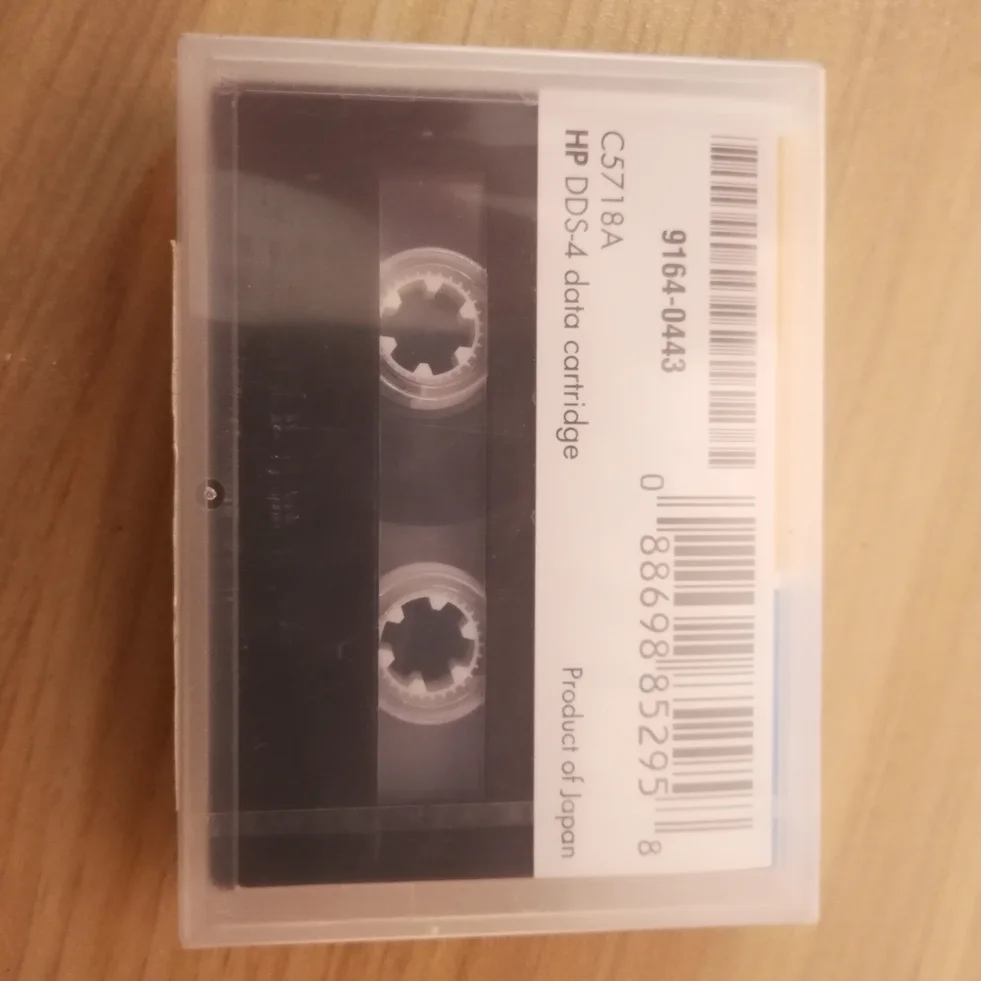 C5718A
HP DDS-4 data cartridge
Product of Japan
9164-0443
0 88698 85295 8